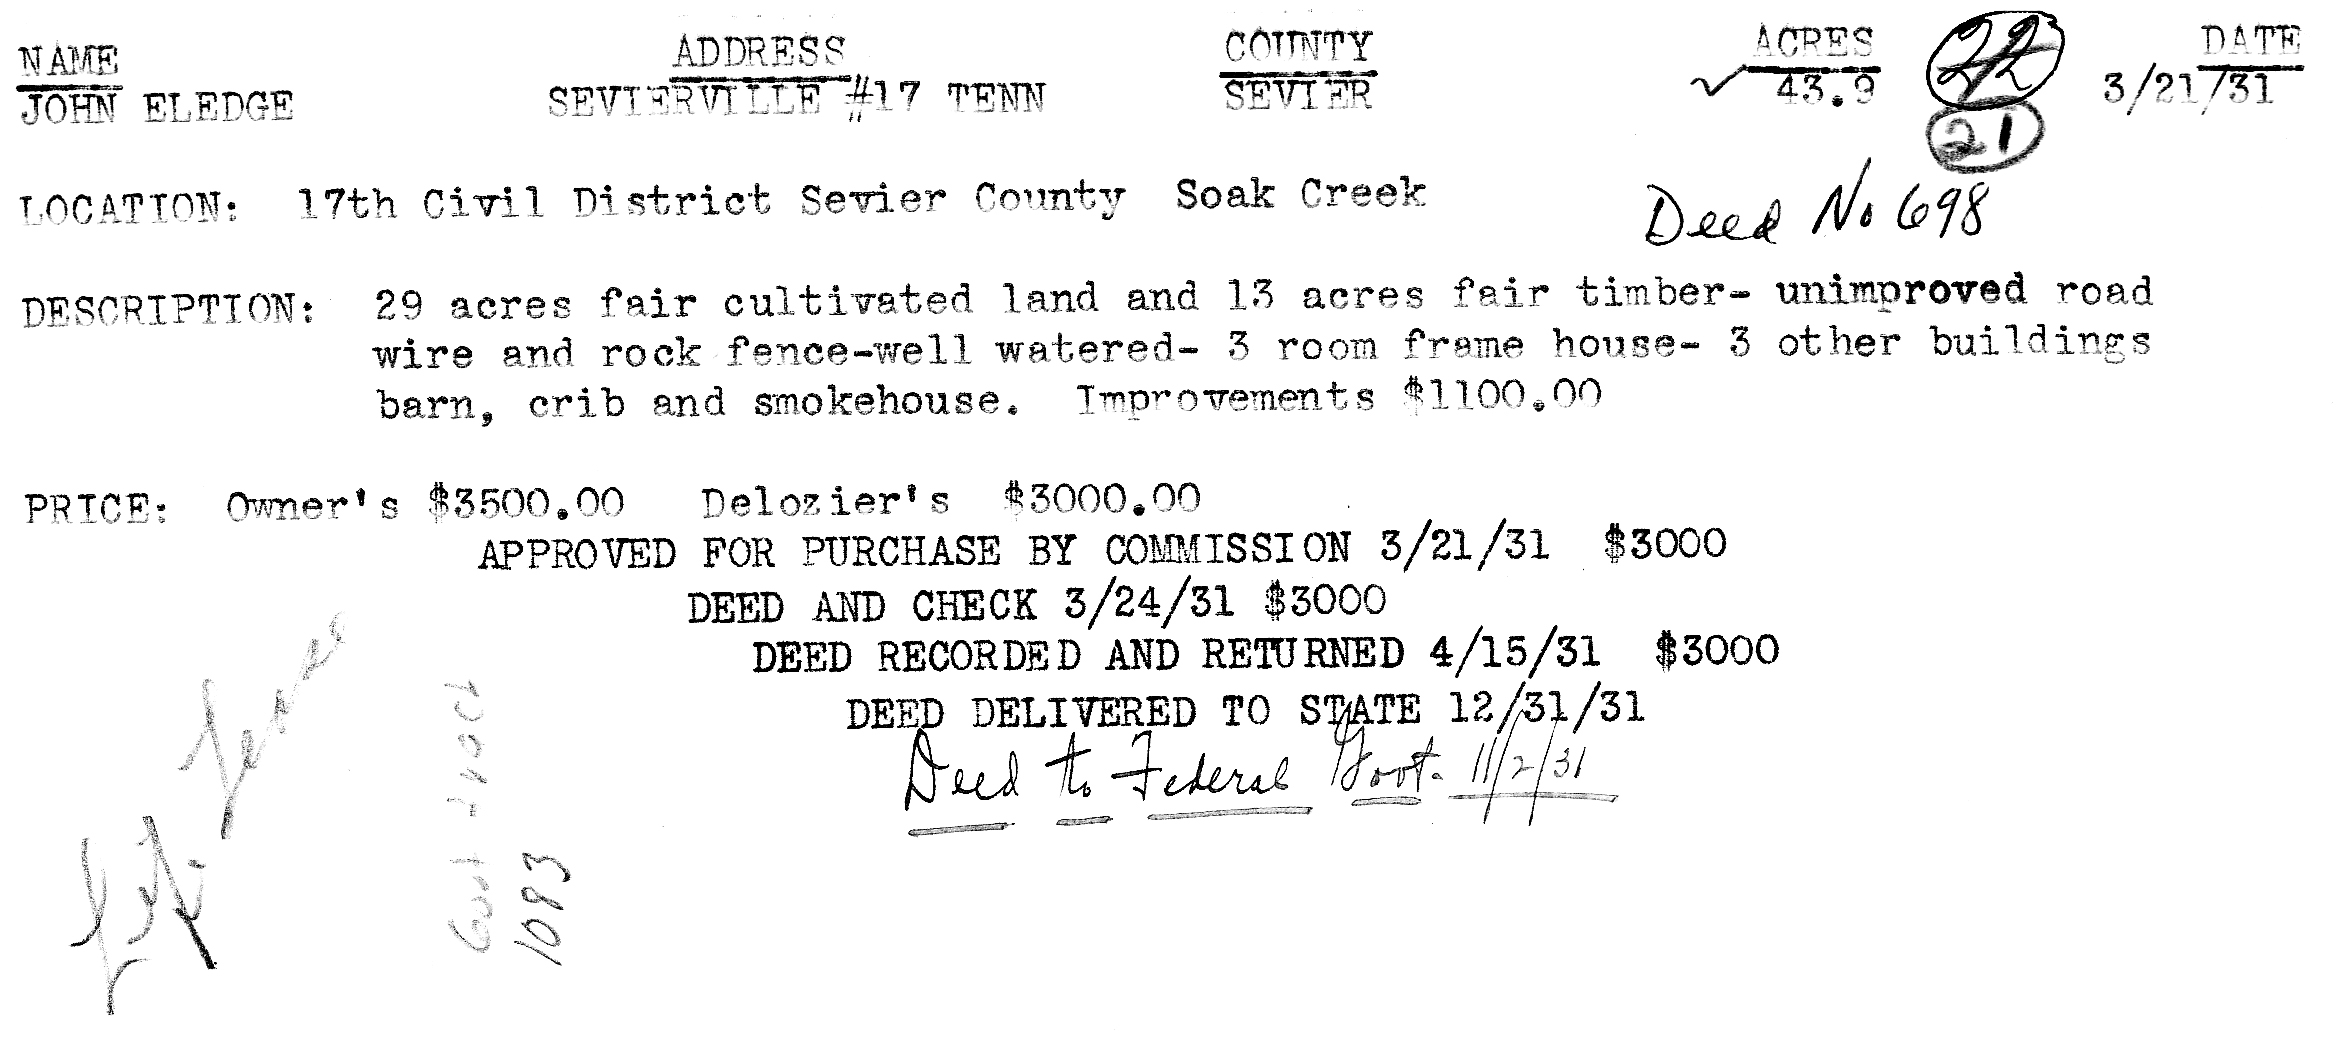 NAME ADDRESS COUNTY ACRES 22 DATE
JOHN ELEDGE SEVIERVILLE #17 TENN SEVIER ✓ 43.9 3/21/31
21
LOCATION: 17th Civil District Sevier County Soak Creek
Deed No 698
DESCRIPTION: 29 acres fair cultivated land and 13 acres fair timber- unimproved road
wire and rock fence-well watered- 3 room frame house- 3 other buildings
barn, crib and smokehouse. Improvements $1100.00
PRICE: Owner's $3500.00 Delozier's $3000.00
APPROVED FOR PURCHASE BY COMMISSION 3/21/31 $3000
DEED AND CHECK 3/24/31 $3000
DEED RECORDED AND RETURNED 4/15/31 $3000
DEED DELIVERED TO STATE 12/31/31
Deed to Federal Govt. 11/2/31
1093